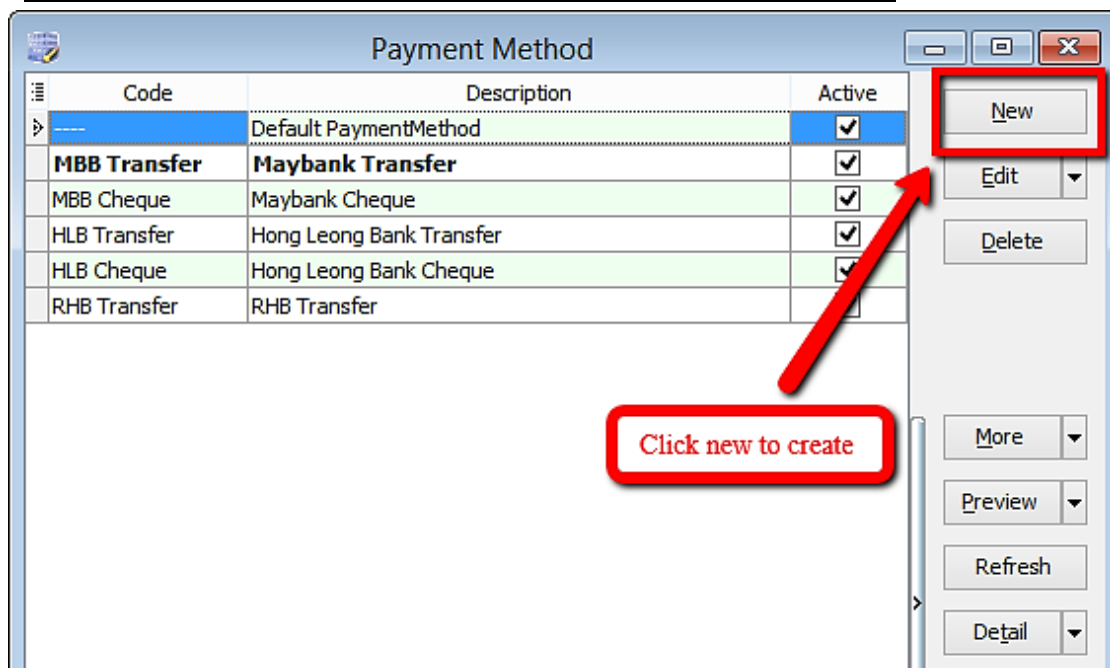 Payment Method
Code Description Active
---- Default PaymentMethod
MBB Transfer Maybank Transfer
MBB Cheque Maybank Cheque
HLB Transfer Hong Leong Bank Transfer
HLB Cheque Hong Leong Bank Cheque
RHB Transfer RHB Transfer
New
Edit
Delete
Click new to create
More
Preview
Refresh
Detail